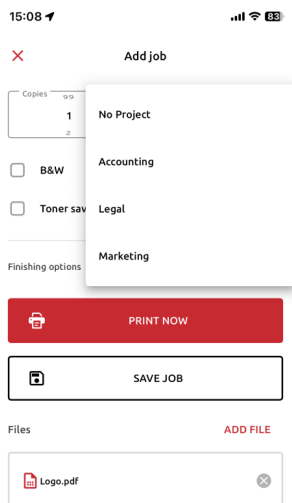 15:08
83
Add job
Copies
99
1
2
No Project
Accounting
Legal
Marketing
B&W
Toner sav
Finishing options
PRINT NOW
SAVE JOB
Files
ADD FILE
Logo.pdf